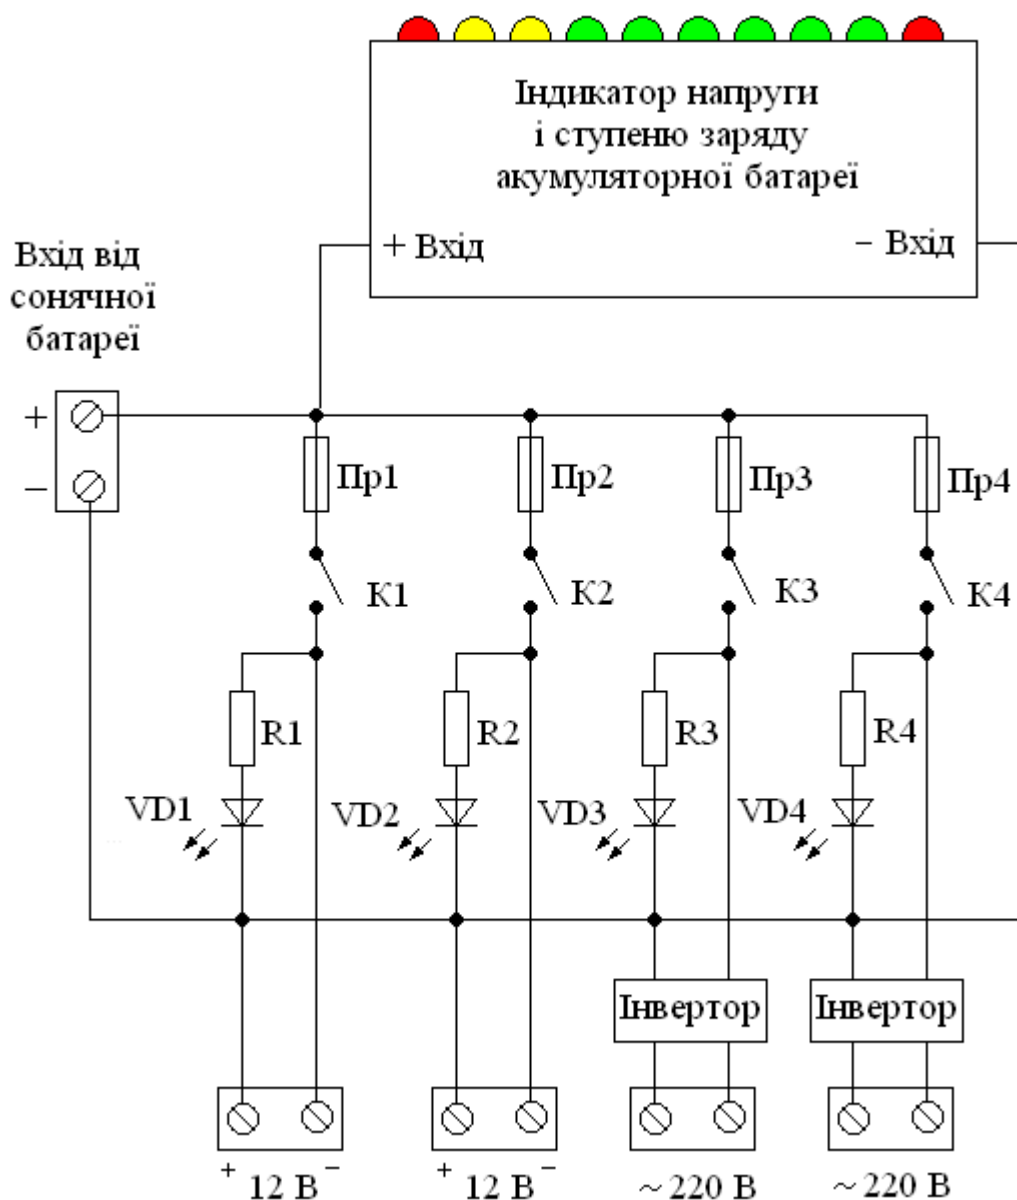 Індикатор напруги
і ступеню заряду
акумуляторної батареї
+ Вхід
− Вхід
Вхід від
сонячної
батареї
+
−
Пр1
Пр2
Пр3
Пр4
К1
К2
К3
К4
R1
R2
R3
R4
VD1
VD2
VD3
VD4
Інвертор
Інвертор
+ 12 В −
+ 12 В −
~ 220 В
~ 220 В